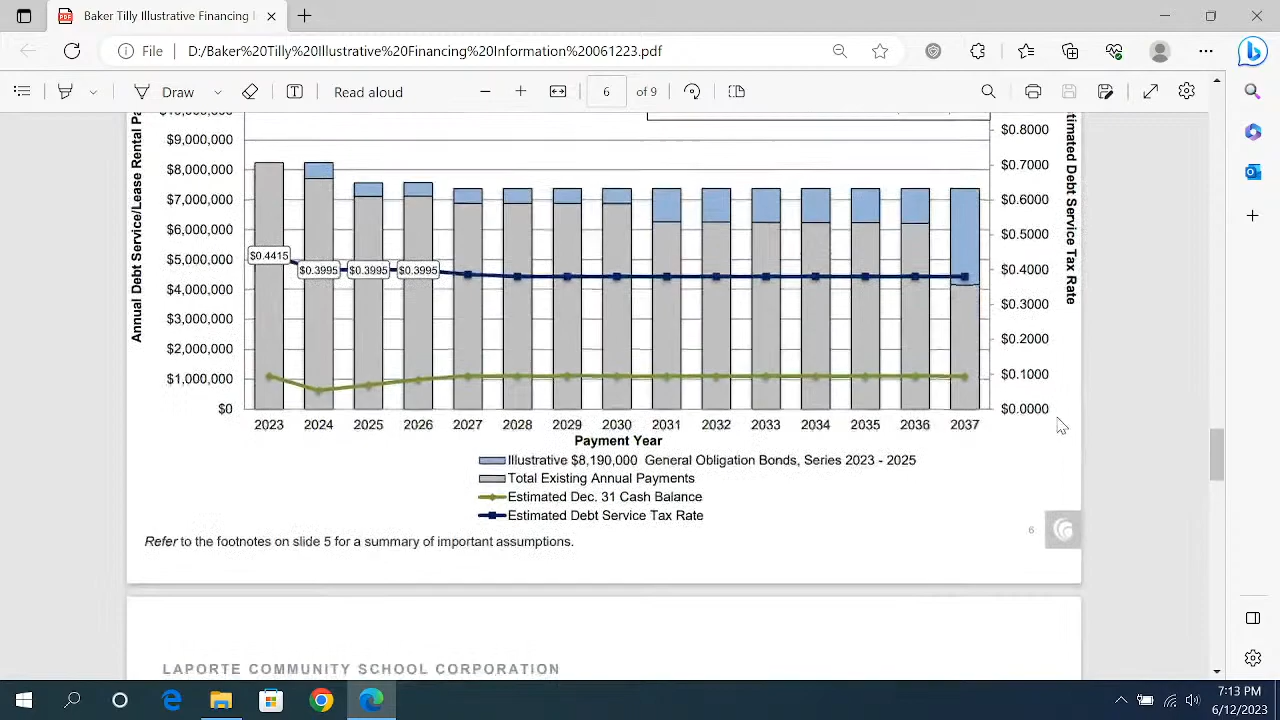 Baker Tilly Illustrative Financing I
File D:/Baker%20Tilly%20Illustrative%20Financing%20Information%20061223.pdf
Draw Read aloud 6 of 9
$9,000,000
$8,000,000
$7,000,000
$6,000,000
$5,000,000
$4,000,000
$3,000,000
$2,000,000
$1,000,000
$0
Annual Debt Service/Lease Rental Pa
$0.4415 $0.3995 $0.3995 $0.3995
$0.8000
$0.7000
$0.6000
$0.5000
$0.4000
$0.3000
$0.2000
$0.1000
$0.0000
timated Debt Service Tax Rate
2023 2024 2025 2026 2027 2028 2029 2030 2031 2032 2033 2034 2035 2036 2037
Payment Year
Illustrative $8,190,000 General Obligation Bonds, Series 2023 - 2025
Total Existing Annual Payments
Estimated Dec. 31 Cash Balance
Estimated Debt Service Tax Rate
6
Refer to the footnotes on slide 5 for a summary of important assumptions.
LAPORTE COMMUNITY SCHOOL CORPORATION
7:13 PM
6/12/2023